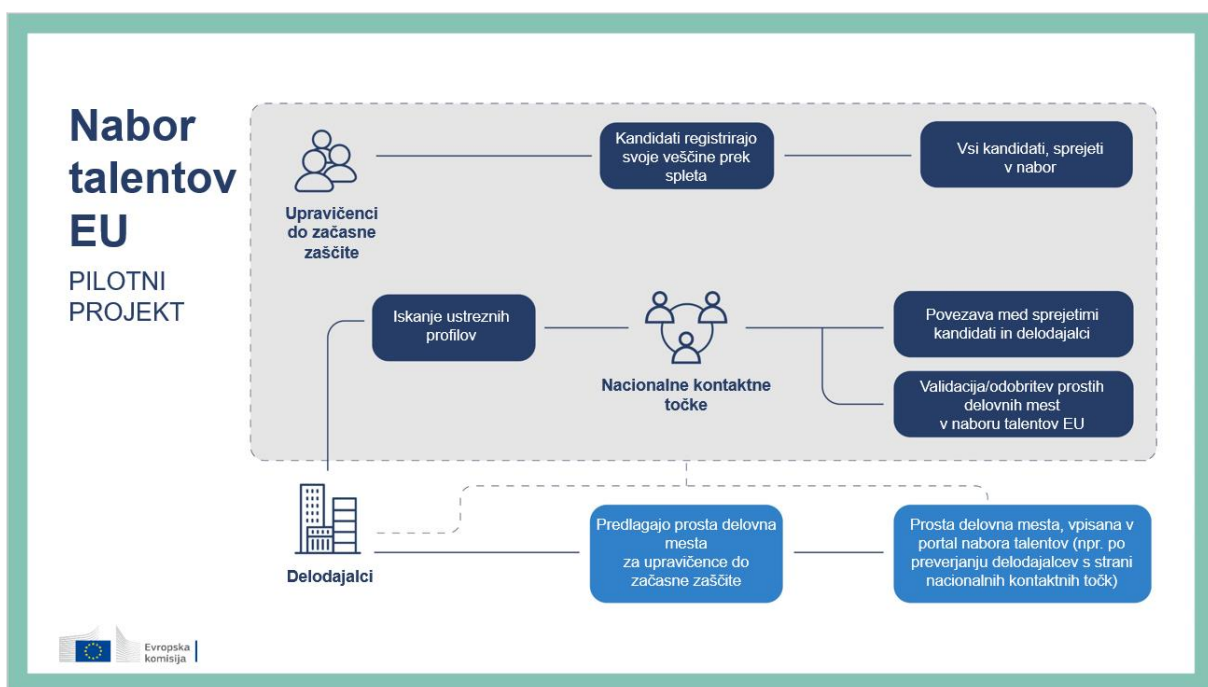 Nabor
talentov
EU
PILOTNI
PROJEKT
Upravičenci
do začasne
zaščite
Kandidati registrirajo
svoje veščine prek
spleta
Vsi kandidati, sprejeti
v nabor
Iskanje ustreznih
profilov
Nacionalne kontaktne
točke
Povezava med sprejetimi
kandidati in delodajalci
Validacija/odobritev prostih
delovnih mest
v naboru talentov EU
Delodajalci
Predlagajo prosta delovna
mesta
za upravičence do
začasne zaščite
Prosta delovna mesta, vpisana v
portal nabora talentov (npr. po
preverjanju delodajalcev s strani
nacionalnih kontaktnih točk)
Evropska
komisija